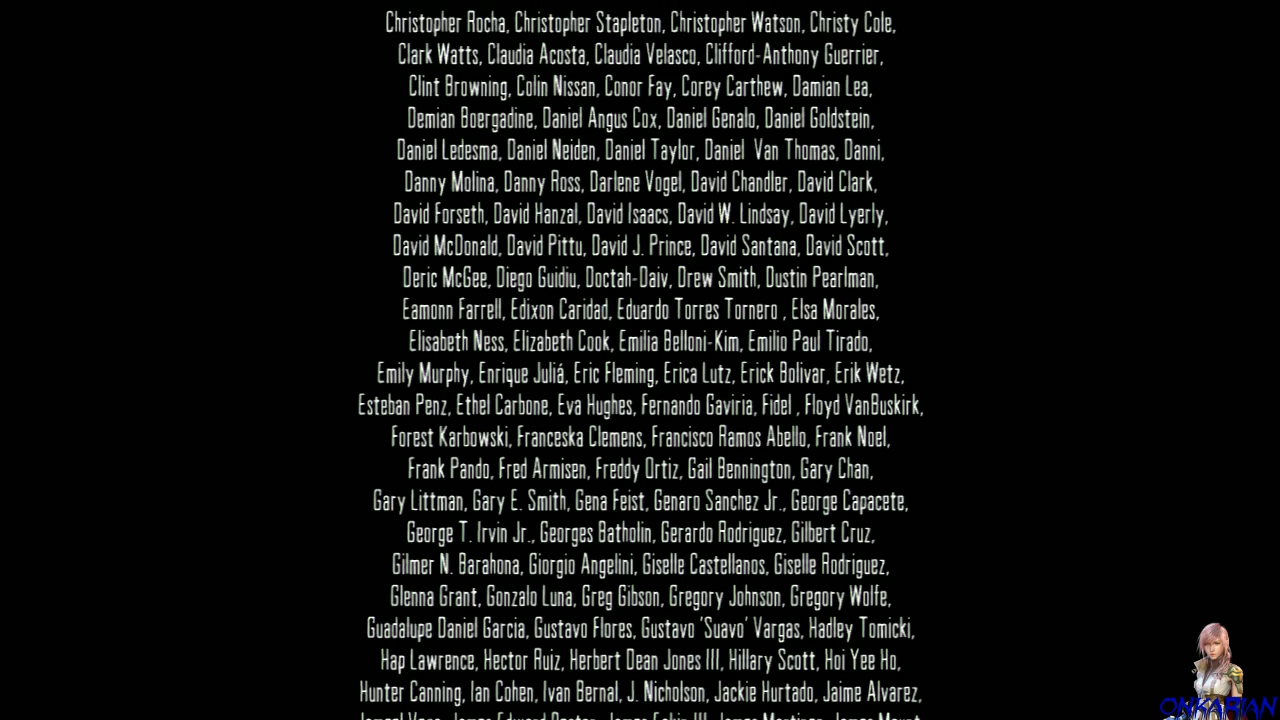 Christopher Rocha, Christopher Stapleton, Christopher Watson, Christy Cole,
Clark Watts, Claudia Acosta, Claudia Velasco, Clifford-Anthony Guerrier,
Clint Browning, Colin Nissan, Conor Fay, Corey Carthew, Damian Lea,
Demian Boergadine, Daniel Angus Cox, Daniel Genalo, Daniel Goldstein,
Daniel Ledesma, Daniel Neiden, Daniel Taylor, Daniel Van Thomas, Danni,
Danny Molina, Danny Ross, Darlene Vogel, David Chandler, David Clark,
David Forseth, David Hanzal, David Isaacs, David W. Lindsay, David Lyerly,
David McDonald, David Pittu, David J. Prince, David Santana, David Scott,
Deric McGee, Diego Guidiu, Doctah-Daiv, Drew Smith, Dustin Pearlman,
Eamonn Farrell, Edixon Caridad, Eduardo Torres Tornero , Elsa Morales,
Elisabeth Ness, Elizabeth Cook, Emilia Belloni-Kim, Emilio Paul Tirado,
Emily Murphy, Enrique Juliá, Eric Fleming, Erica Lutz, Erick Bolivar, Erik Wetz,
Esteban Penz, Ethel Carbone, Eva Hughes, Fernando Gaviria, Fidel , Floyd VanBuskirk,
Forest Karbowski, Franceska Clemens, Francisco Ramos Abello, Frank Noel,
Frank Pando, Fred Armisen, Freddy Ortiz, Gail Bennington, Gary Chan,
Gary Littman, Gary E. Smith, Gena Feist, Genaro Sanchez Jr., George Capacete,
George T. Irvin Jr., Georges Batholin, Gerardo Rodriguez, Gilbert Cruz,
Gilmer N. Barahona, Giorgio Angelini, Giselle Castellanos, Giselle Rodriguez,
Glenna Grant, Gonzalo Luna, Greg Gibson, Gregory Johnson, Gregory Wolfe,
Guadalupe Daniel Garcia, Gustavo Flores, Gustavo 'Suavo' Vargas, Hadley Tomicki,
Hap Lawrence, Hector Ruiz, Herbert Dean Jones III, Hillary Scott, Hoi Yee Ho,
Hunter Canning, Ian Cohen, Ivan Bernal, J. Nicholson, Jackie Hurtado, Jaime Alvarez,
ONKARIAN